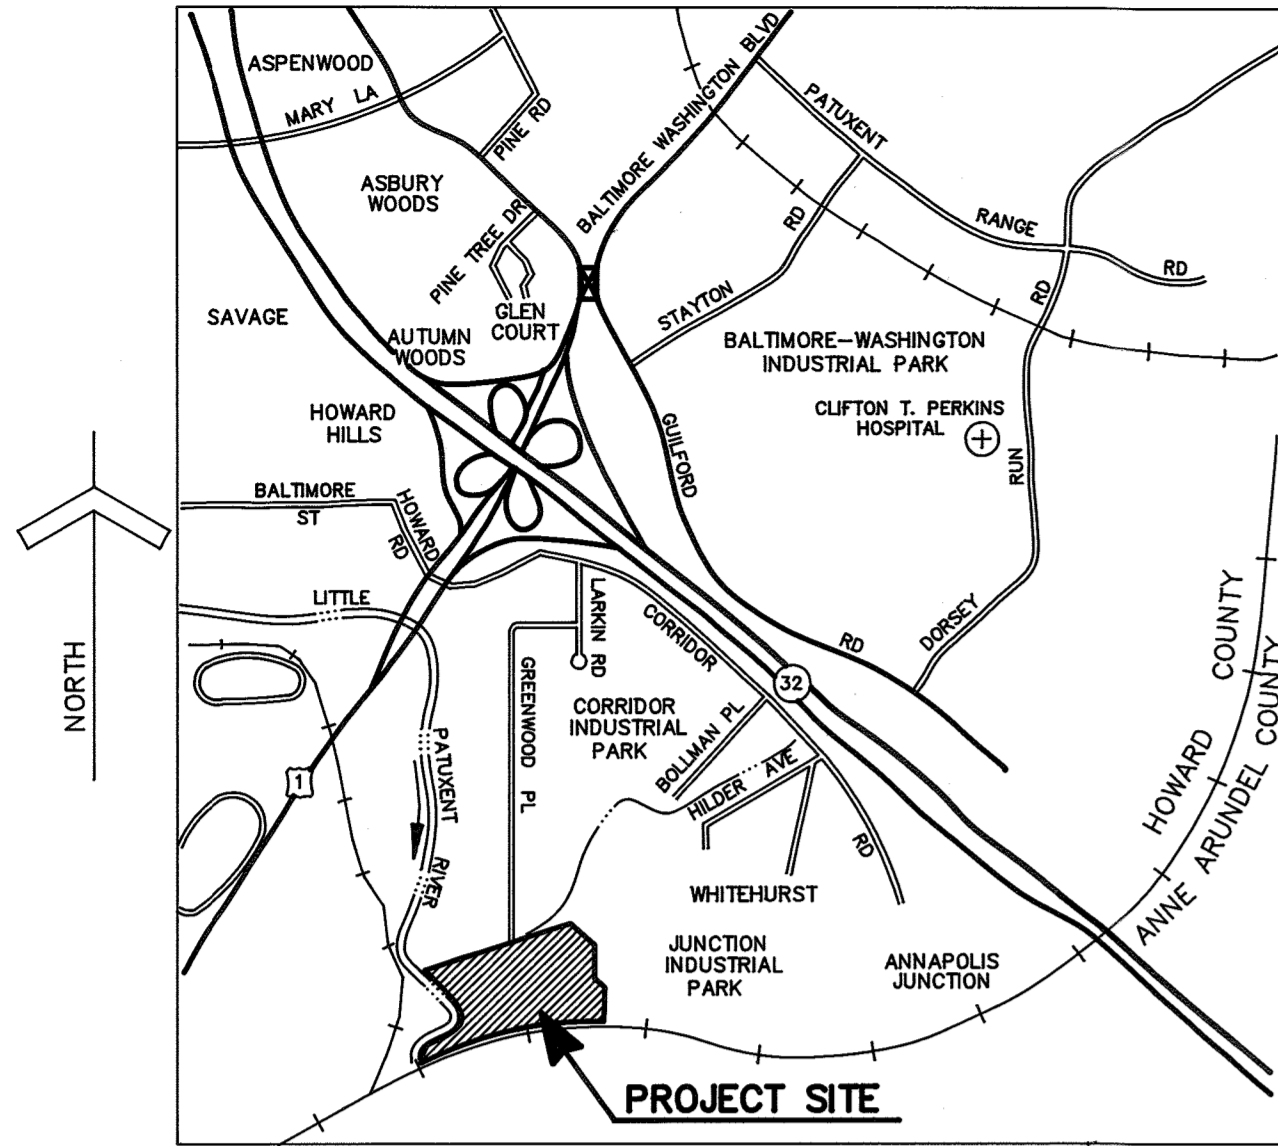 ASPENWOOD
MARY LA
PINE RD
BALTIMORE WASHINGTON BLVD
PATUXENT
RANGE
RD
ASBURY
WOODS
PINE TREE DR
GLEN
COURT
SAVAGE
AUTUMN
WOODS
STAYTON
RD
BALTIMORE-WASHINGTON
INDUSTRIAL PARK
CLIFTON T. PERKINS
HOSPITAL
DORSEY
RUN
RD
HOWARD
HILLS
GUILFORD
RD
BALTIMORE
ST
HOWARD
RD
LITTLE
PATUXENT
RIVER
LARKIN RD
GREENWOOD PL
CORRIDOR
RD
CORRIDOR
INDUSTRIAL
PARK
BOLLMAN PL
HILDER AVE
32
1
HOWARD COUNTY
ANNE ARUNDEL COUNTY
WHITEHURST
JUNCTION
INDUSTRIAL
PARK
ANNAPOLIS
JUNCTION
PROJECT SITE
NORTH